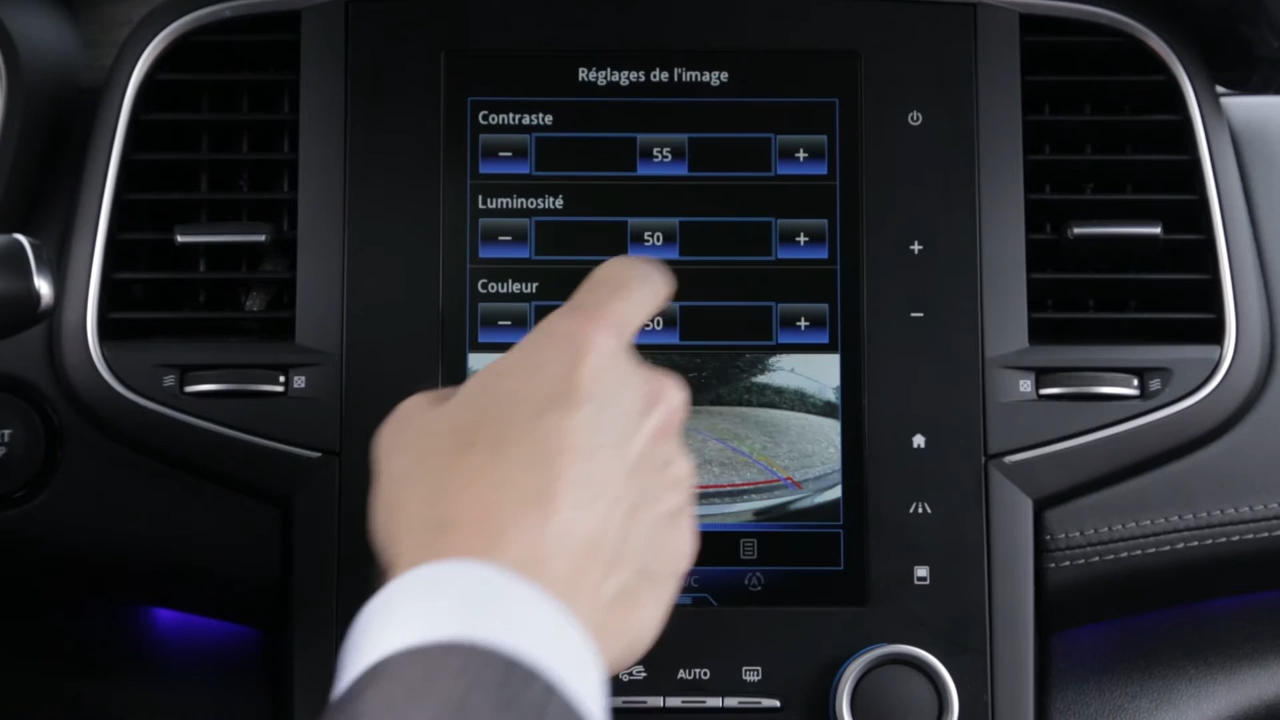 Réglages de l'image
Contraste
− 55 +
Luminosité
− 50 +
Couleur
− 50 +
AUTO